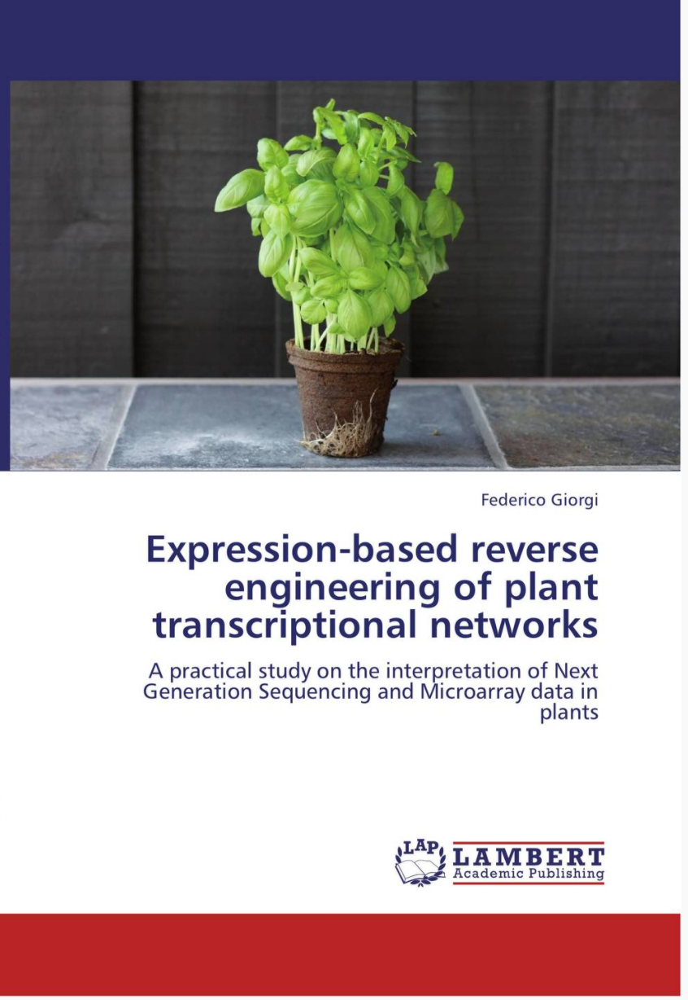 Federico Giorgi
Expression-based reverse
engineering of plant
transcriptional networks
A practical study on the interpretation of Next
Generation Sequencing and Microarray data in
plants
LAP
LAMBERT
Academic Publishing